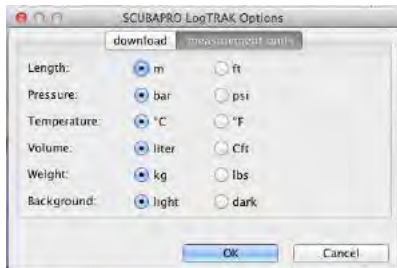 SCUBAPRO LogTRAK Options
download measurement units
Length: m ft
Pressure: bar psi
Temperature: °C °F
Volume: liter Cft
Weight: kg lbs
Background: light dark
OK Cancel